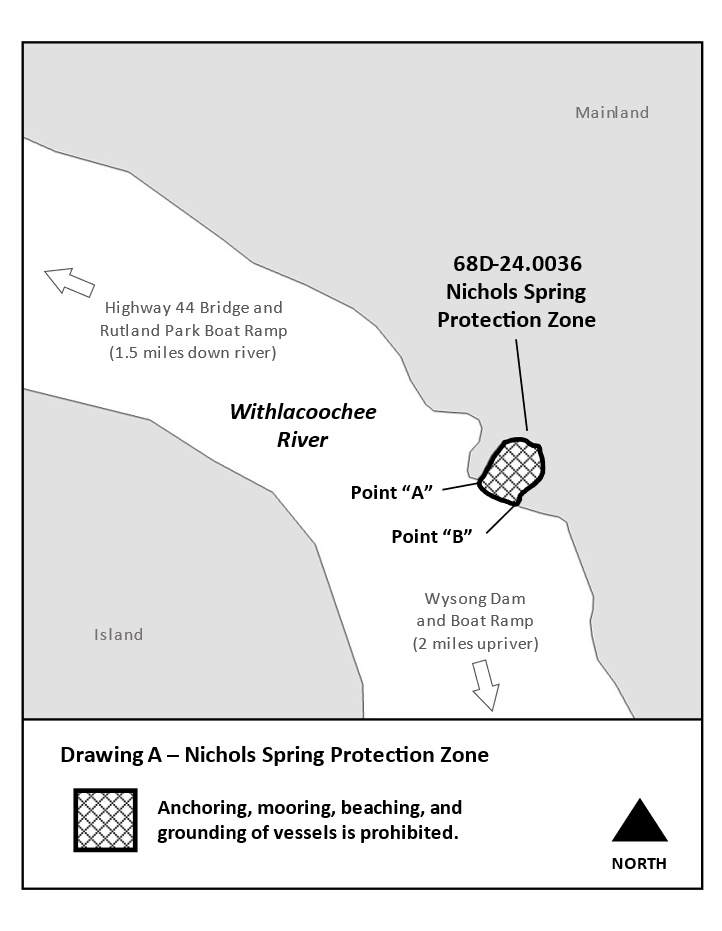 Mainland
68D-24.0036
Nichols Spring
Protection Zone
Highway 44 Bridge and
Rutland Park Boat Ramp
(1.5 miles down river)
Withlacoochee
River
Point “A”
Point “B”
Wysong Dam
and Boat Ramp
(2 miles upriver)
Island
Drawing A – Nichols Spring Protection Zone
Anchoring, mooring, beaching, and
grounding of vessels is prohibited.
NORTH